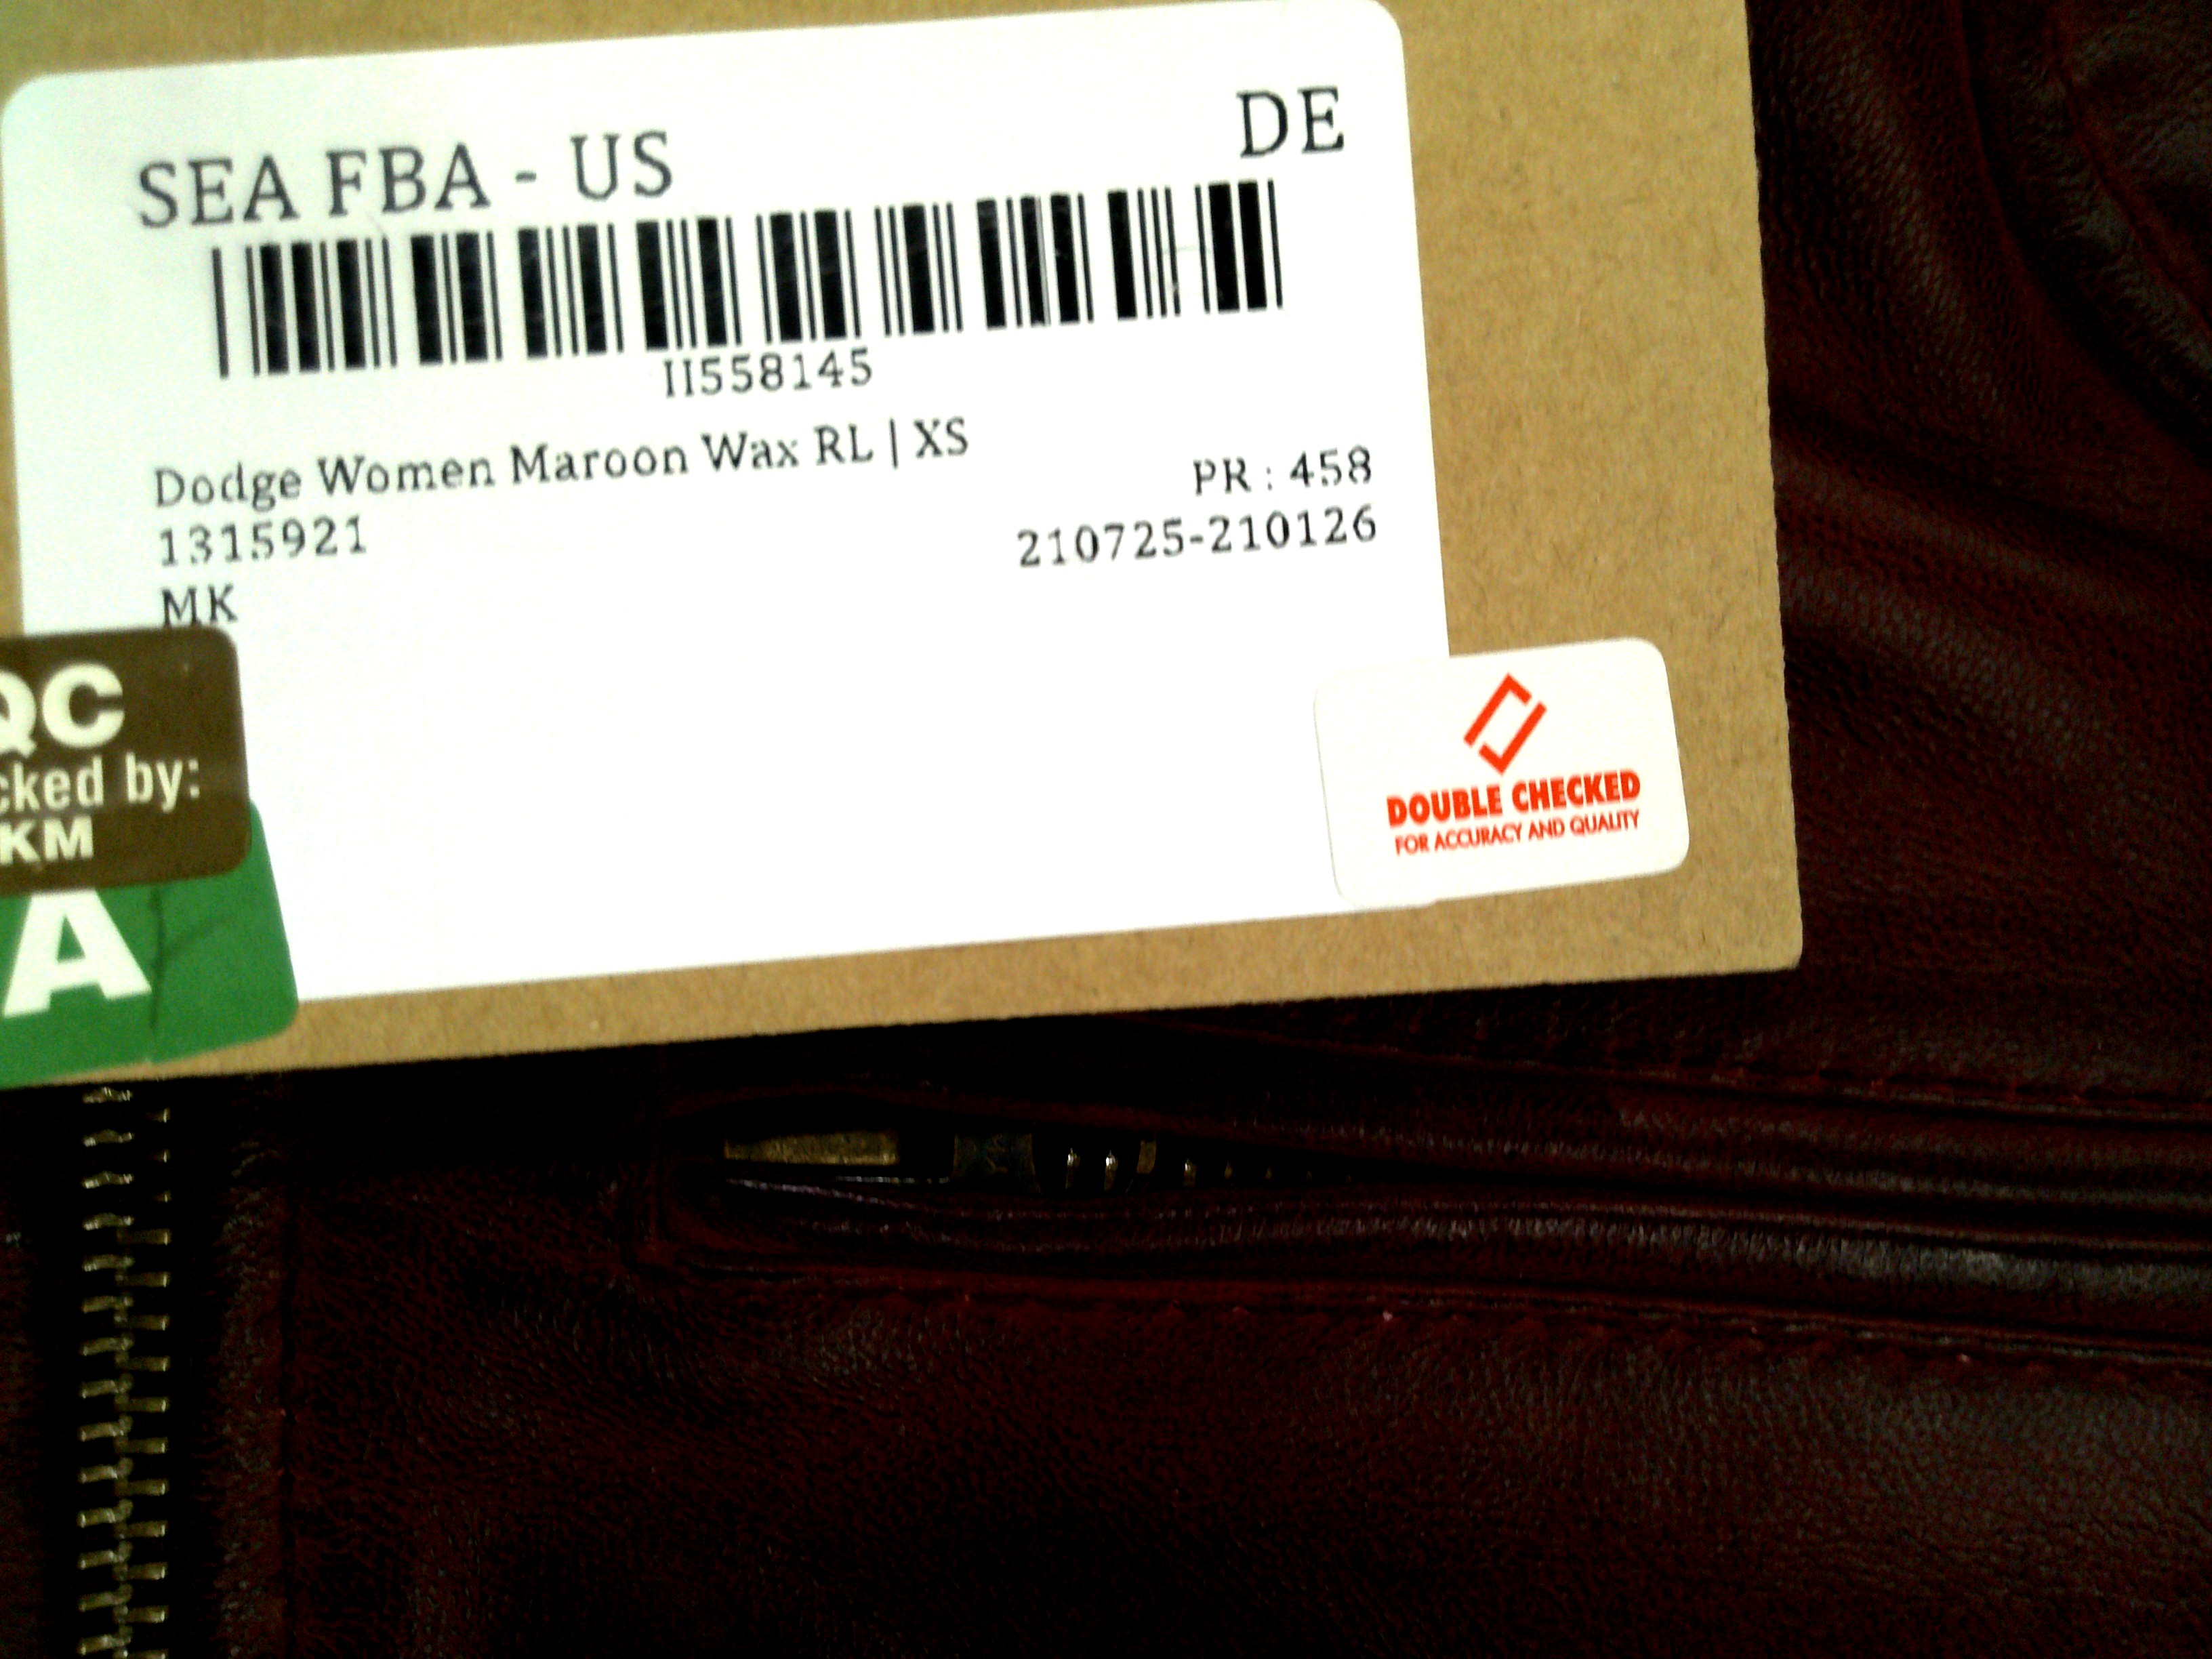 SEA FBA - US
DE
II558145
Dodge Women Maroon Wax RL | XS
PR : 458
1315921
210725-210126
MK
QC
cked by:
KM
A
DOUBLE CHECKED
FOR ACCURACY AND QUALITY